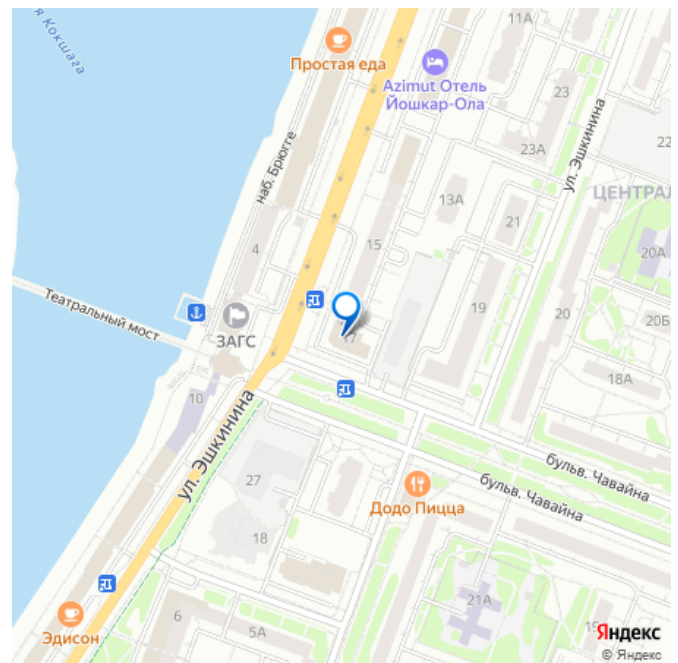 11А
Простая еда
Azimut Отель
Йошкар-Ола
23
23А
22
ул. Эшкинина
наб. Брюгге
13А
ЦЕНТРАЛ
21
4
15
20А
Театральный мост
ЗАГС
17
19
20
20Б
18А
10
ул. Эшкинина
бульв. Чавайна
бульв. Чавайна
27
Додо Пицца
18
21А
6
5А
19
Эдисон
Яндекс
© Яндекс
я Кокшага